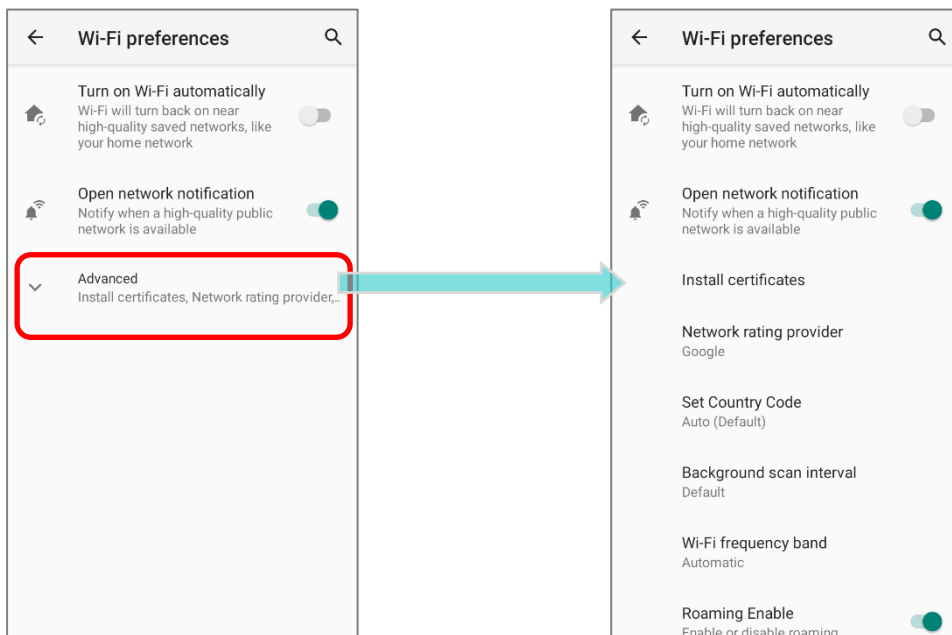 Wi-Fi preferences
Turn on Wi-Fi automatically
Wi-Fi will turn back on near
high-quality saved networks, like
your home network
Open network notification
Notify when a high-quality public
network is available
Advanced
Install certificates, Network rating provider,..
Wi-Fi preferences
Turn on Wi-Fi automatically
Wi-Fi will turn back on near
high-quality saved networks, like
your home network
Open network notification
Notify when a high-quality public
network is available
Install certificates
Network rating provider
Google
Set Country Code
Auto (Default)
Background scan interval
Default
Wi-Fi frequency band
Automatic
Roaming Enable
Enable or disable roaming